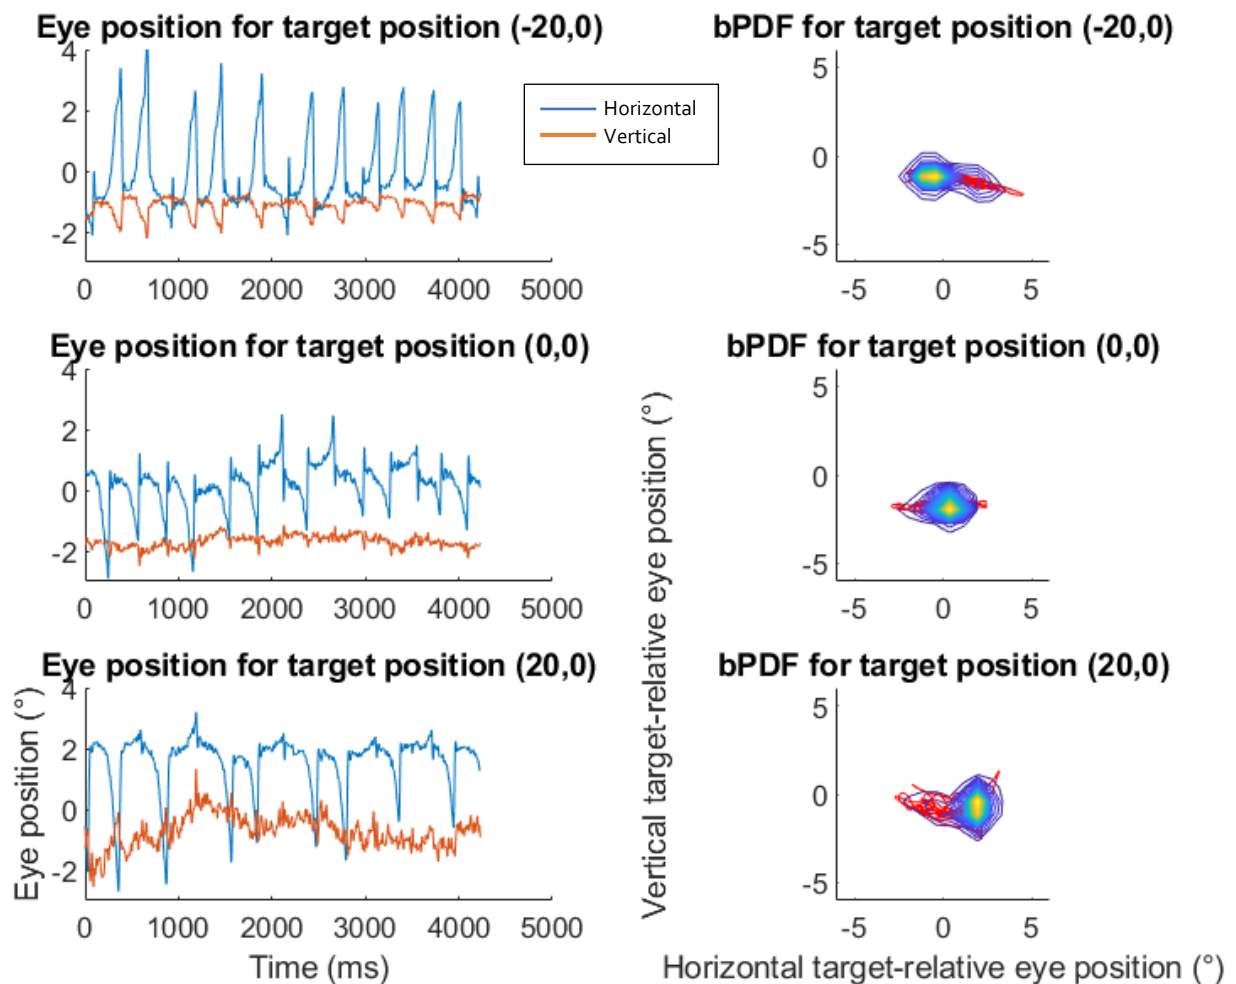 Eye position for target position (-20,0)
4
2
0
-2
0 1000 2000 3000 4000 5000
Horizontal
Vertical
bPDF for target position (-20,0)
5
0
-5
-5 0 5
Eye position for target position (0,0)
4
2
0
-2
0 1000 2000 3000 4000 5000
bPDF for target position (0,0)
5
0
-5
-5 0 5
Eye position for target position (20,0)
4
2
0
-2
0 1000 2000 3000 4000 5000
Eye position (°)
Time (ms)
bPDF for target position (20,0)
5
0
-5
-5 0 5
Vertical target-relative eye position (°)
Horizontal target-relative eye position (°)